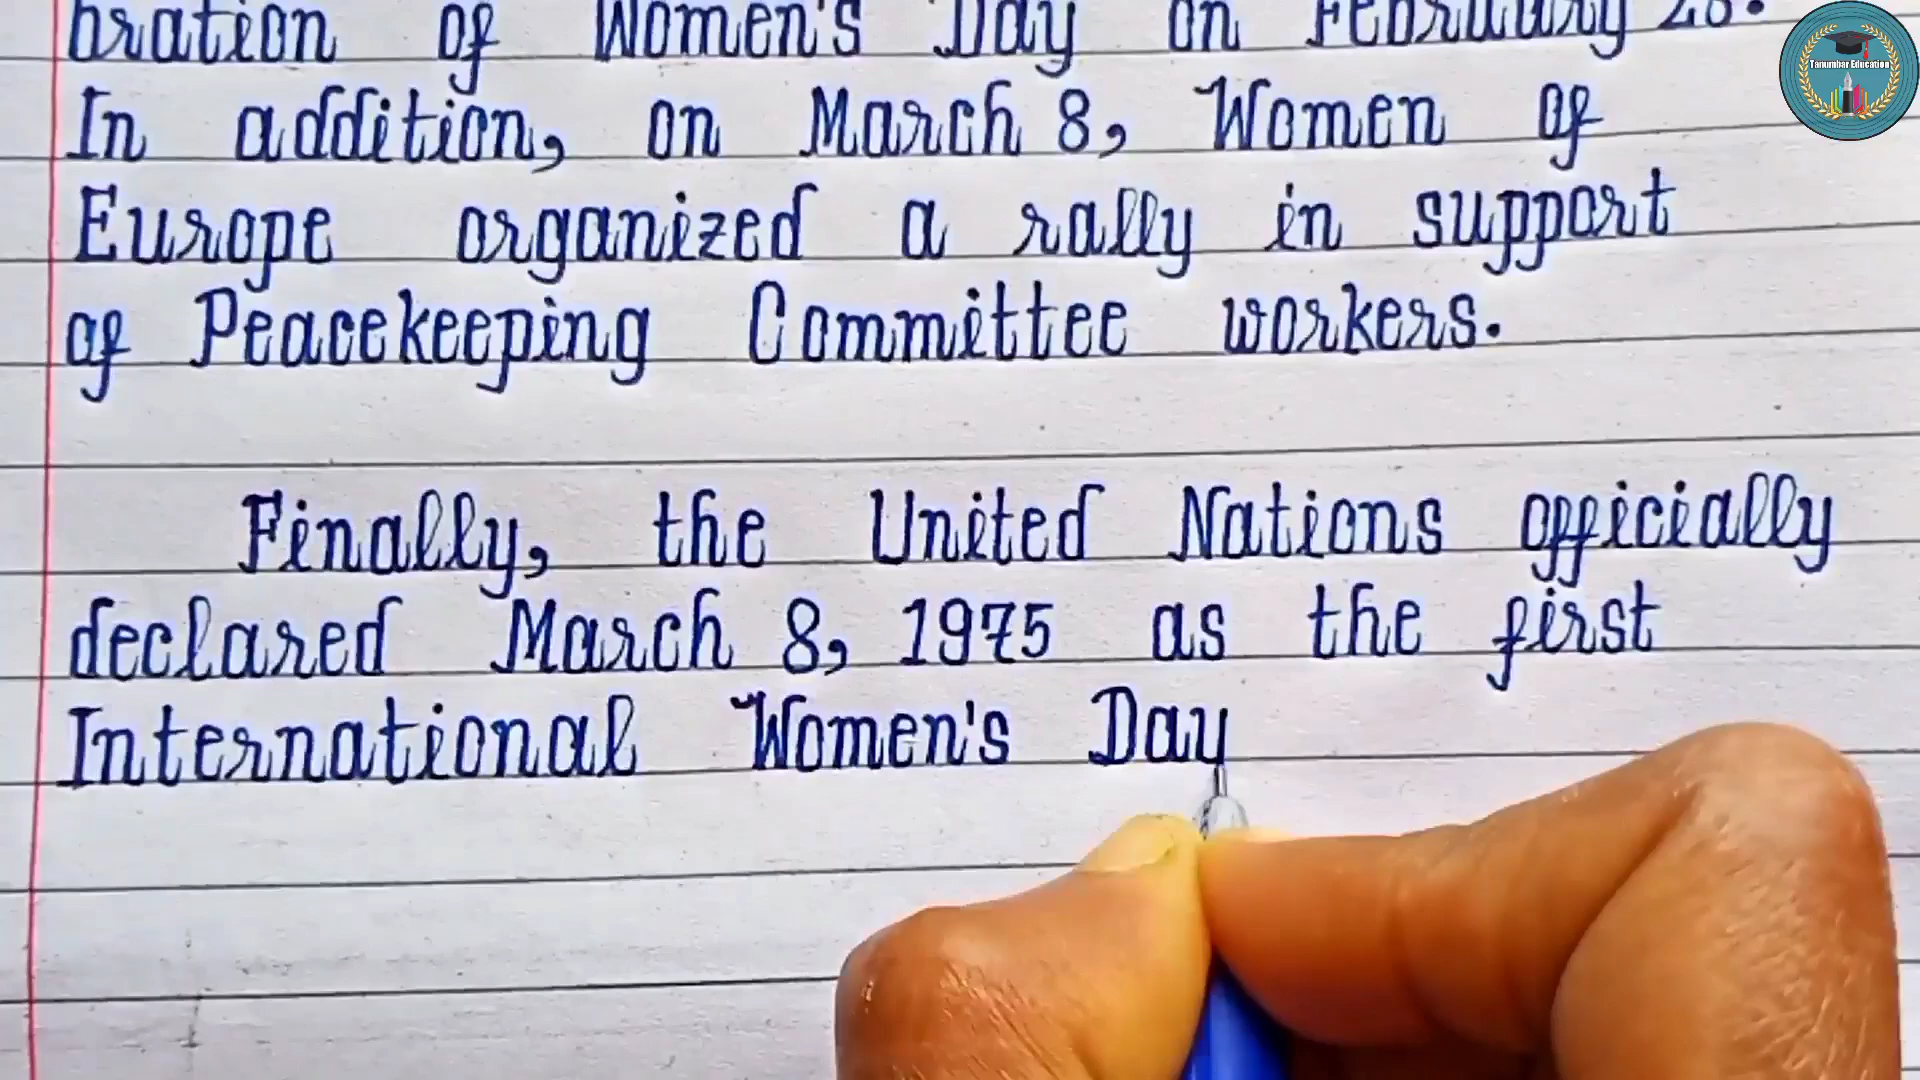 bration of Women's Day on February 28.
In addition, on March 8, Women of
Europe organized a rally in support
of Peacekeeping Committee workers.
Finally, the United Nations officially
declared March 8, 1975 as the first
International Women's Day
Tanumbar Education